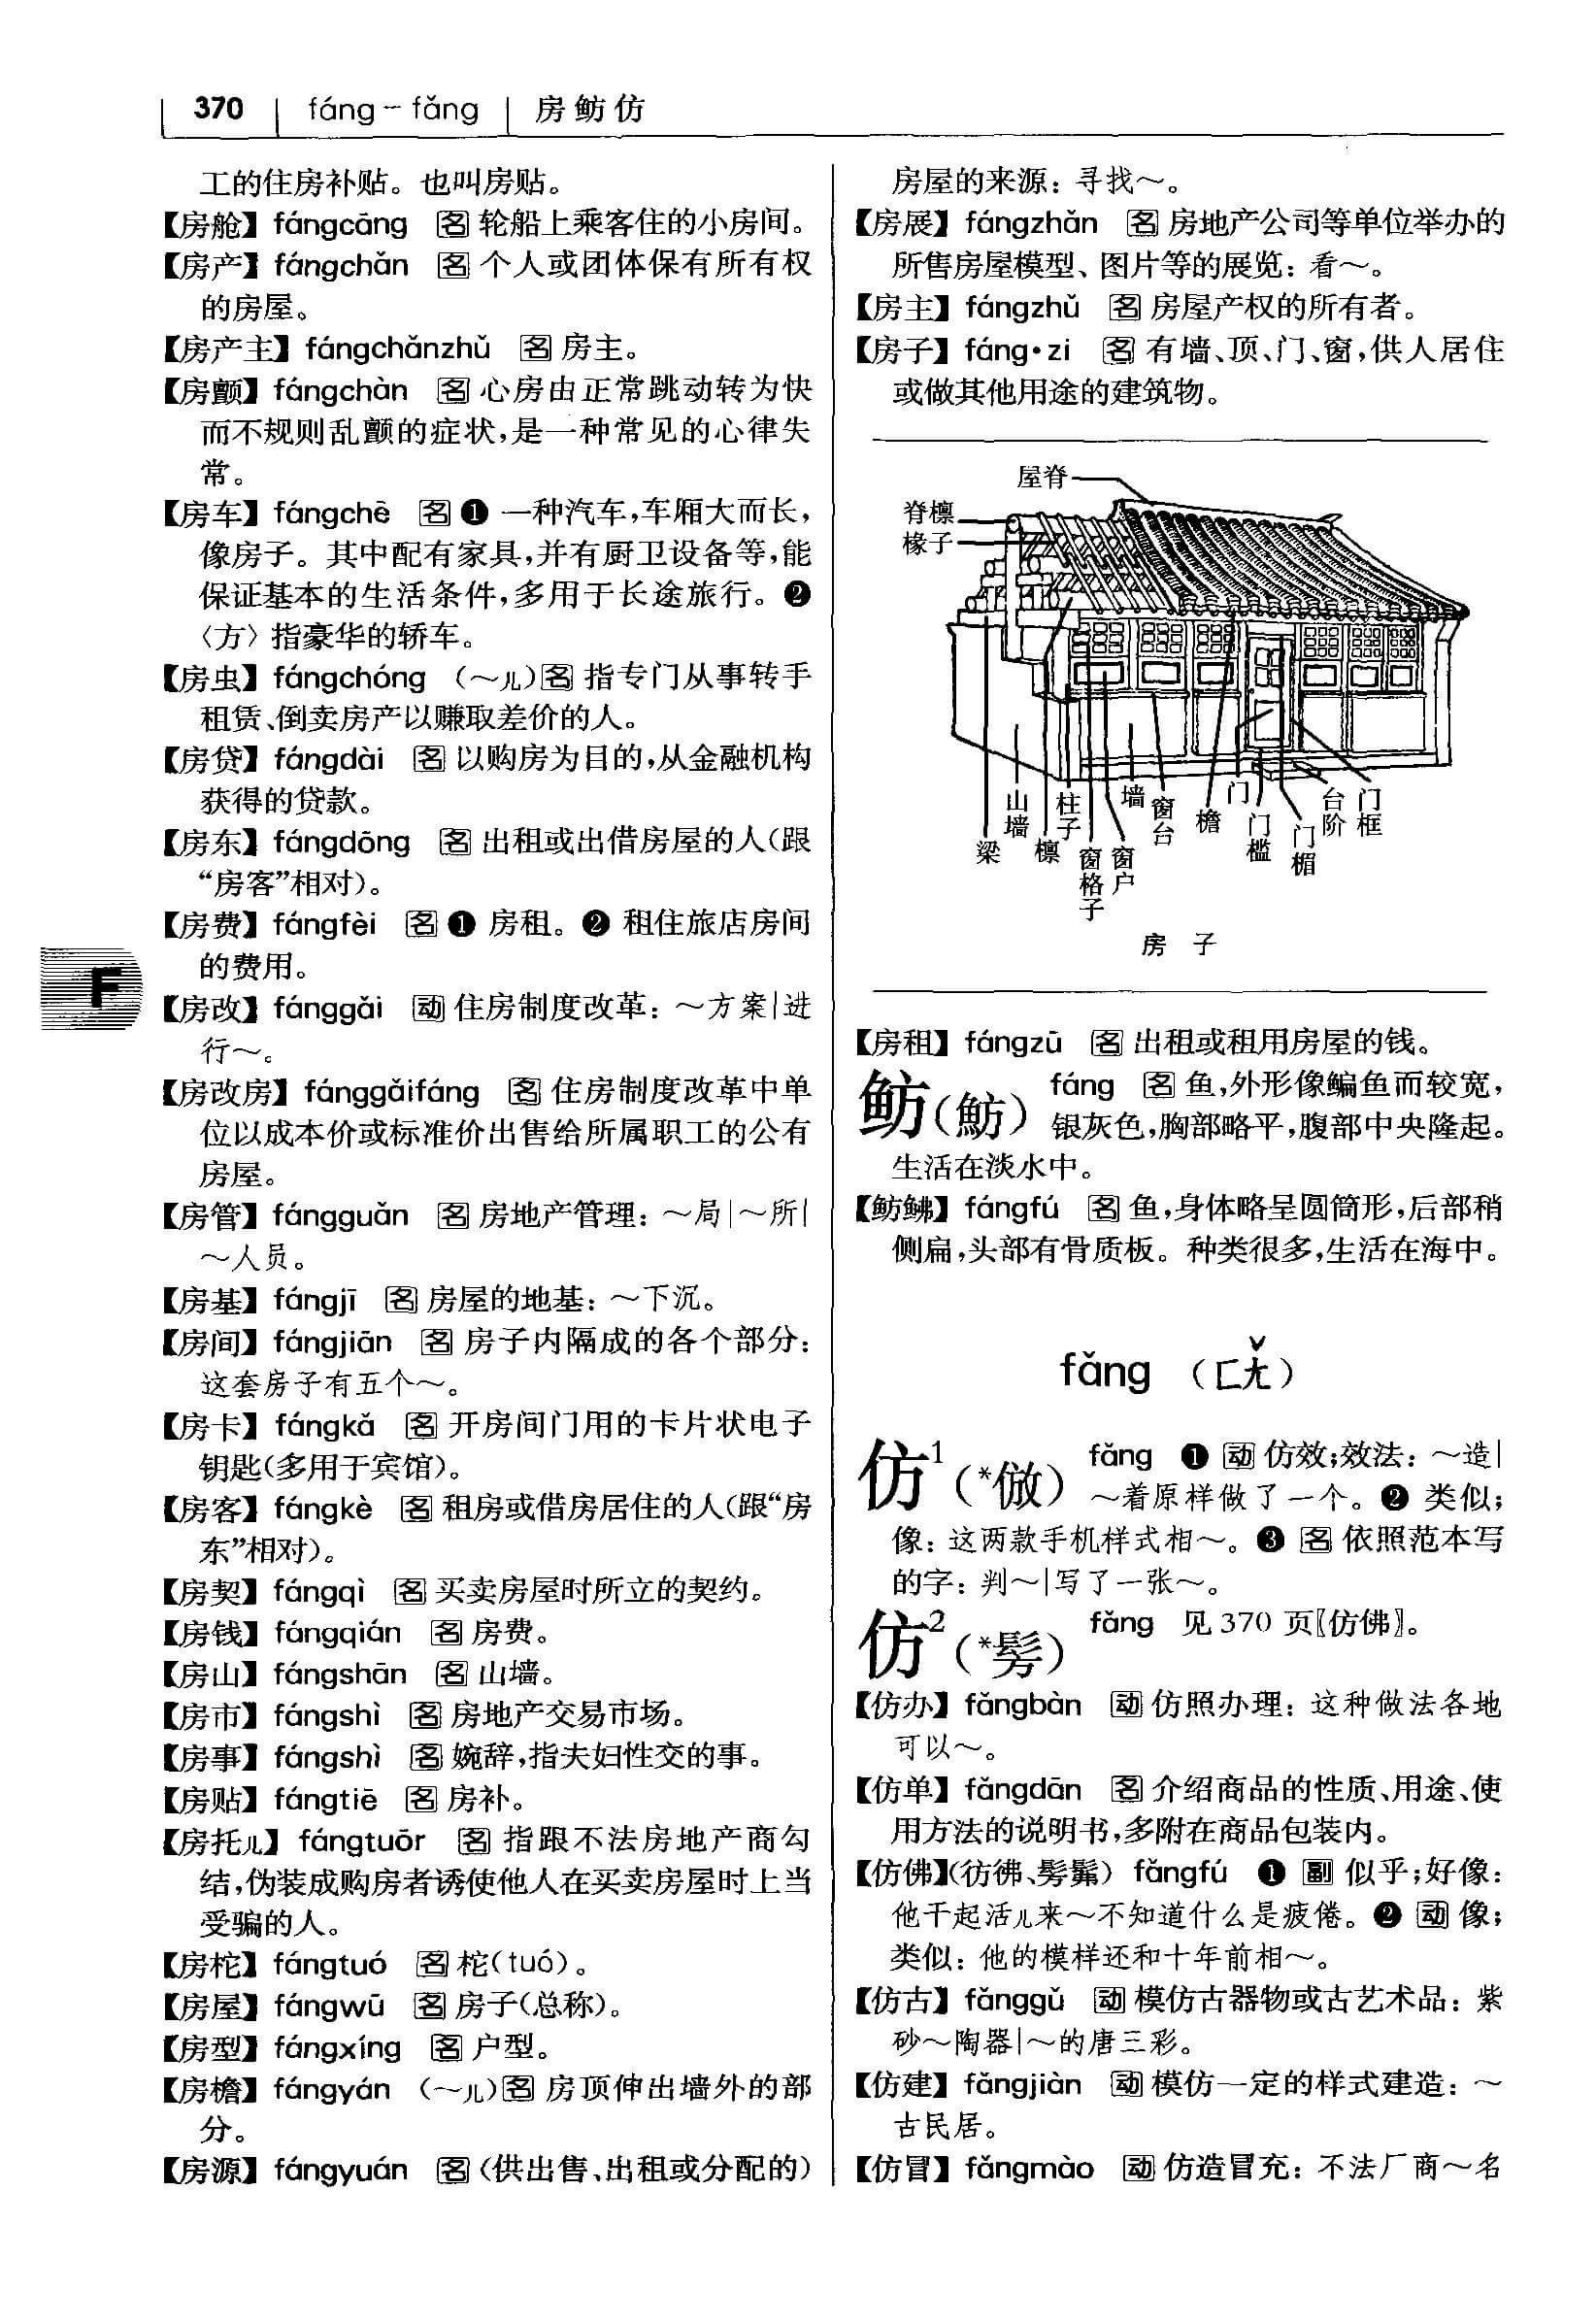 370 fáng－fǎng 房鲂仿
工的住房补贴。也叫房贴。
【房舱】fángcāng 名 轮船上乘客住的小房间。
【房产】fángchǎn 名 个人或团体保有所有权
的房屋。
【房产主】fángchǎnzhǔ 名 房主。
【房颤】fángchàn 名 心房由正常跳动转为快
而不规则乱颤的症状,是一种常见的心律失
常。
【房车】fángchē 名 ❶ 一种汽车,车厢大而长,
像房子。其中配有家具,并有厨卫设备等,能
保证基本的生活条件,多用于长途旅行。❷
〈方〉指豪华的轿车。
【房虫】fángchóng （～儿）名 指专门从事转手
租赁、倒卖房产以赚取差价的人。
【房贷】fángdài 名 以购房为目的,从金融机构
获得的贷款。
【房东】fángdōng 名 出租或出借房屋的人(跟
“房客”相对)。
【房费】fángfèi 名 ❶ 房租。❷ 租住旅店房间
的费用。
F
【房改】fánggǎi 动 住房制度改革：～方案|进
行～。
【房改房】fánggǎifáng 名 住房制度改革中单
位以成本价或标准价出售给所属职工的公有
房屋。
【房管】fángguǎn 名 房地产管理：～局|～所|
～人员。
【房基】fángjī 名 房屋的地基：～下沉。
【房间】fángjiān 名 房子内隔成的各个部分：
这套房子有五个～。
【房卡】fángkǎ 名 开房间门用的卡片状电子
钥匙(多用于宾馆)。
【房客】fángkè 名 租房或借房居住的人(跟“房
东”相对)。
【房契】fángqì 名 买卖房屋时所立的契约。
【房钱】fángqián 名 房费。
【房山】fángshān 名 山墙。
【房市】fángshì 名 房地产交易市场。
【房事】fángshì 名 婉辞,指夫妇性交的事。
【房贴】fángtiē 名 房补。
【房托儿】fángtuōr 名 指跟不法房地产商勾
结,伪装成购房者诱使他人在买卖房屋时上当
受骗的人。
【房柁】fángtuó 名 柁(tuó)。
【房屋】fángwū 名 房子(总称)。
【房型】fángxíng 名 户型。
【房檐】fángyán （～儿）名 房顶伸出墙外的部
分。
【房源】fángyuán 名 (供出售、出租或分配的)
房屋的来源：寻找～。
【房展】fángzhǎn 名 房地产公司等单位举办的
所售房屋模型、图片等的展览：看～。
【房主】fángzhǔ 名 房屋产权的所有者。
【房子】fáng·zi 名 有墙、顶、门、窗,供人居住
或做其他用途的建筑物。
屋脊
脊檩
椽子
梁
山墙
檩
柱子
窗格子
窗户
墙
窗台
檐
门
门槛
门楣
台阶
门框
房 子
【房租】fángzū 名 出租或租用房屋的钱。
鲂(魴) fáng 名 鱼,外形像鳊鱼而较宽,
银灰色,胸部略平,腹部中央隆起。
生活在淡水中。
【鲂鮄】fángfú 名 鱼,身体略呈圆筒形,后部稍
侧扁,头部有骨质板。种类很多,生活在海中。
fǎng （ㄈㄤˇ）
仿¹(*倣) fǎng ❶ 动 仿效;效法：～造|
～着原样做了一个。❷ 类似;
像：这两款手机样式相～。❸ 名 依照范本写
的字：判～|写了一张～。
仿²(*髣) fǎng 见 370 页〖仿佛〗。
【仿办】fǎngbàn 动 仿照办理：这种做法各地
可以～。
【仿单】fǎngdān 名 介绍商品的性质、用途、使
用方法的说明书,多附在商品包装内。
【仿佛】(彷彿、髣髴) fǎngfú ❶ 副 似乎;好像：
他干起活儿来～不知道什么是疲倦。❷ 动 像;
类似：他的模样还和十年前相～。
【仿古】fǎnggǔ 动 模仿古器物或古艺术品：紫
砂～陶器|～的唐三彩。
【仿建】fǎngjiàn 动 模仿一定的样式建造：～
古民居。
【仿冒】fǎngmào 动 仿造冒充：不法厂商～名